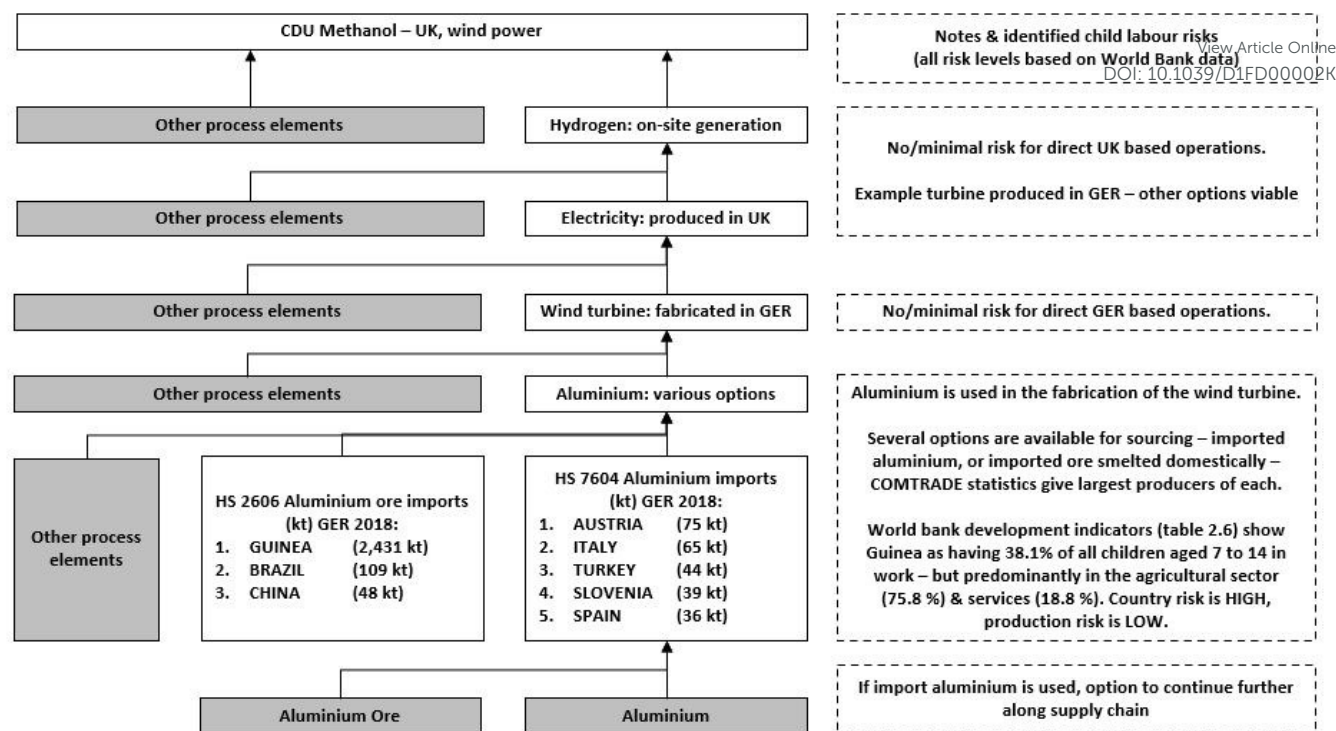 CDU Methanol – UK, wind power
Notes & identified child labour risks
(all risk levels based on World Bank data)
View Article Online
DOI: 10.1039/D1FD00002K
Other process elements
Hydrogen: on-site generation
No/minimal risk for direct UK based operations.
Example turbine produced in GER – other options viable
Other process elements
Electricity: produced in UK
Other process elements
Wind turbine: fabricated in GER
No/minimal risk for direct GER based operations.
Other process elements
Aluminium: various options
Aluminium is used in the fabrication of the wind turbine.
Several options are available for sourcing – imported
aluminium, or imported ore smelted domestically –
COMTRADE statistics give largest producers of each.
World bank development indicators (table 2.6) show
Guinea as having 38.1% of all children aged 7 to 14 in
work – but predominantly in the agricultural sector
(75.8 %) & services (18.8 %). Country risk is HIGH,
production risk is LOW.
Other process
elements
HS 2606 Aluminium ore imports
(kt) GER 2018:
1. GUINEA (2,431 kt)
2. BRAZIL (109 kt)
3. CHINA (48 kt)
HS 7604 Aluminium imports
(kt) GER 2018:
1. AUSTRIA (75 kt)
2. ITALY (65 kt)
3. TURKEY (44 kt)
4. SLOVENIA (39 kt)
5. SPAIN (36 kt)
Aluminium Ore
Aluminium
If import aluminium is used, option to continue further
along supply chain